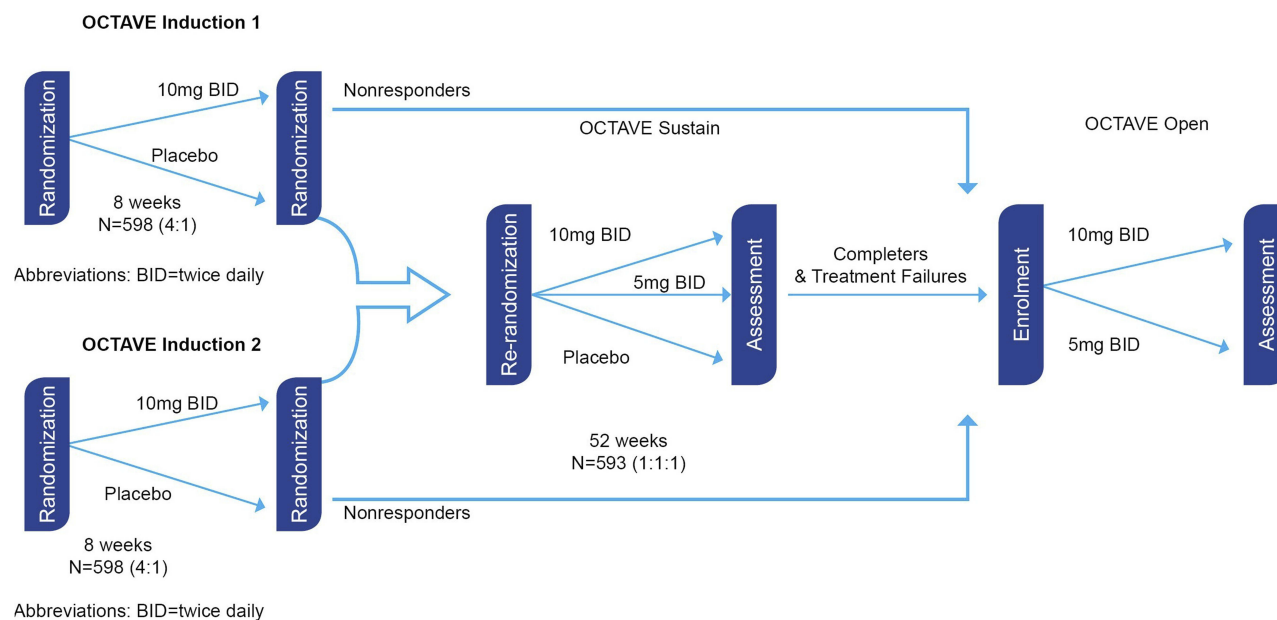 OCTAVE Induction 1
Randomization
10mg BID
Placebo
8 weeks
N=598 (4:1)
Randomization
Nonresponders
Abbreviations: BID=twice daily
OCTAVE Induction 2
Randomization
10mg BID
Placebo
8 weeks
N=598 (4:1)
Randomization
Nonresponders
Abbreviations: BID=twice daily
OCTAVE Sustain
Re-randomization
10mg BID
5mg BID
Placebo
Assessment
52 weeks
N=593 (1:1:1)
Completers
& Treatment Failures
OCTAVE Open
Enrolment
10mg BID
5mg BID
Assessment